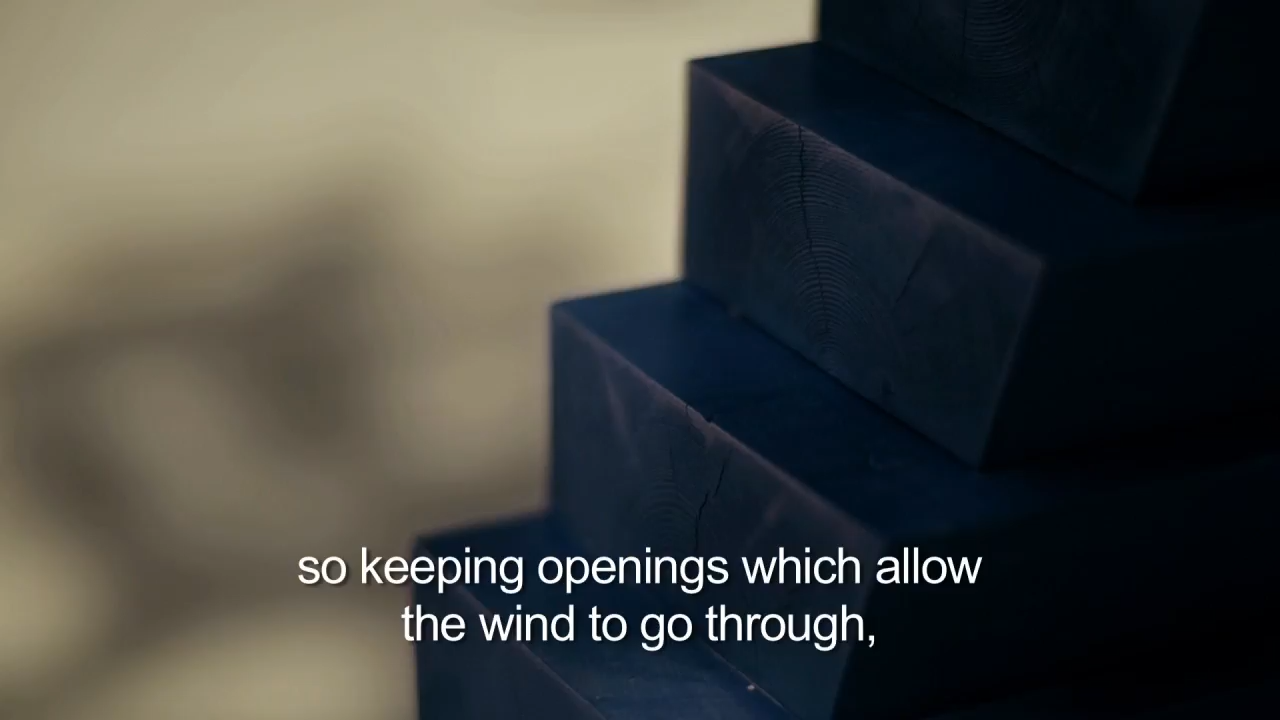 so keeping openings which allow
the wind to go through,